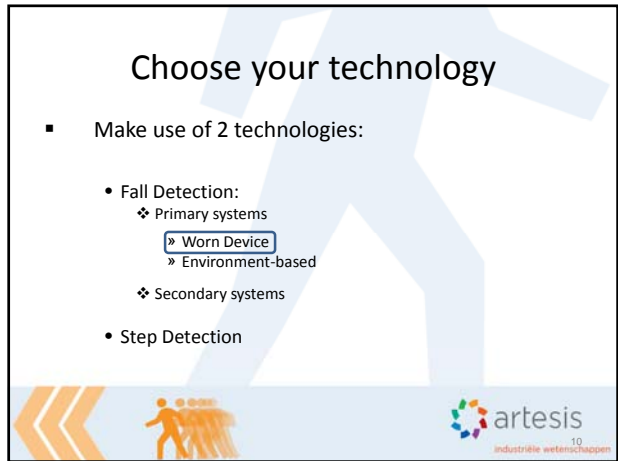 Choose your technology
▪ Make use of 2 technologies:
• Fall Detection:
❖ Primary systems
» Worn Device
» Environment-based
❖ Secondary systems
• Step Detection
artesis
10
industriële wetenschappen